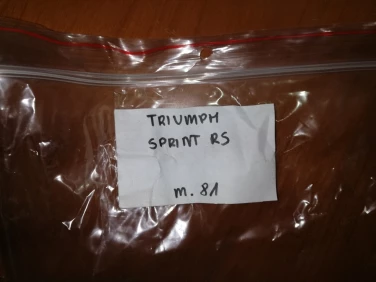 TRIUMPH
SPRINT RS
m. 81